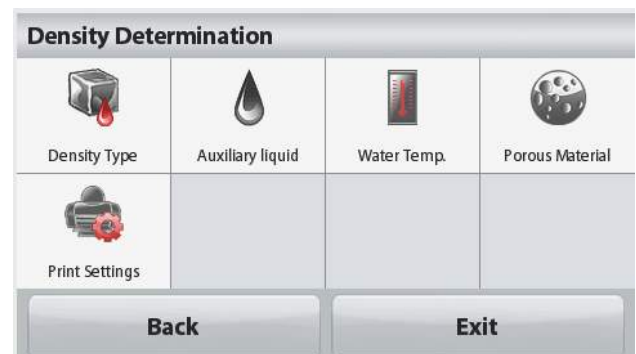 Density Determination
Density Type
Auxiliary liquid
Water Temp.
Porous Material
Print Settings
Back
Exit